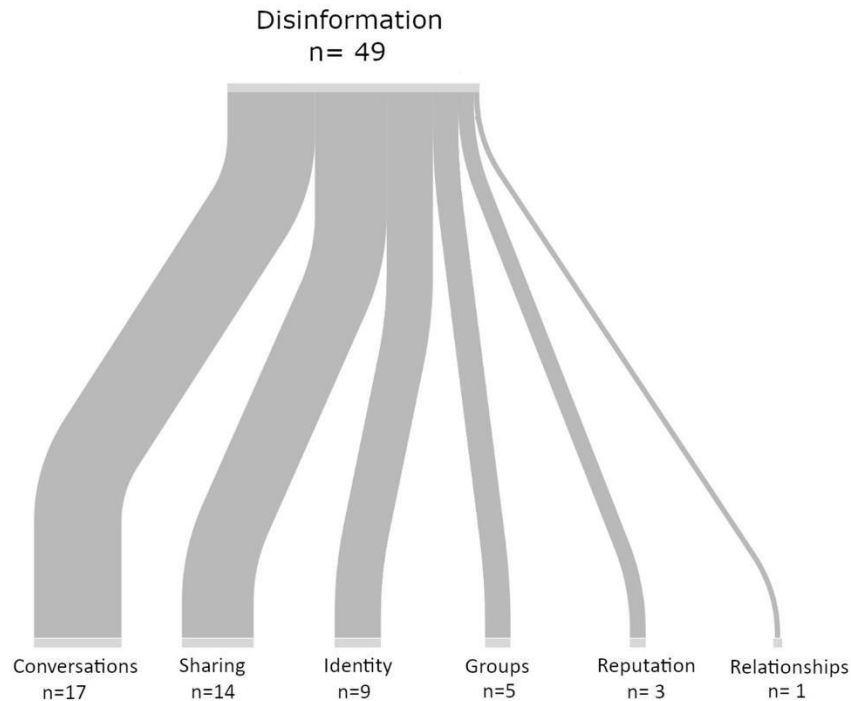 Disinformation
n= 49
Conversations
n=17
Sharing
n=14
Identity
n=9
Groups
n=5
Reputation
n= 3
Relationships
n= 1